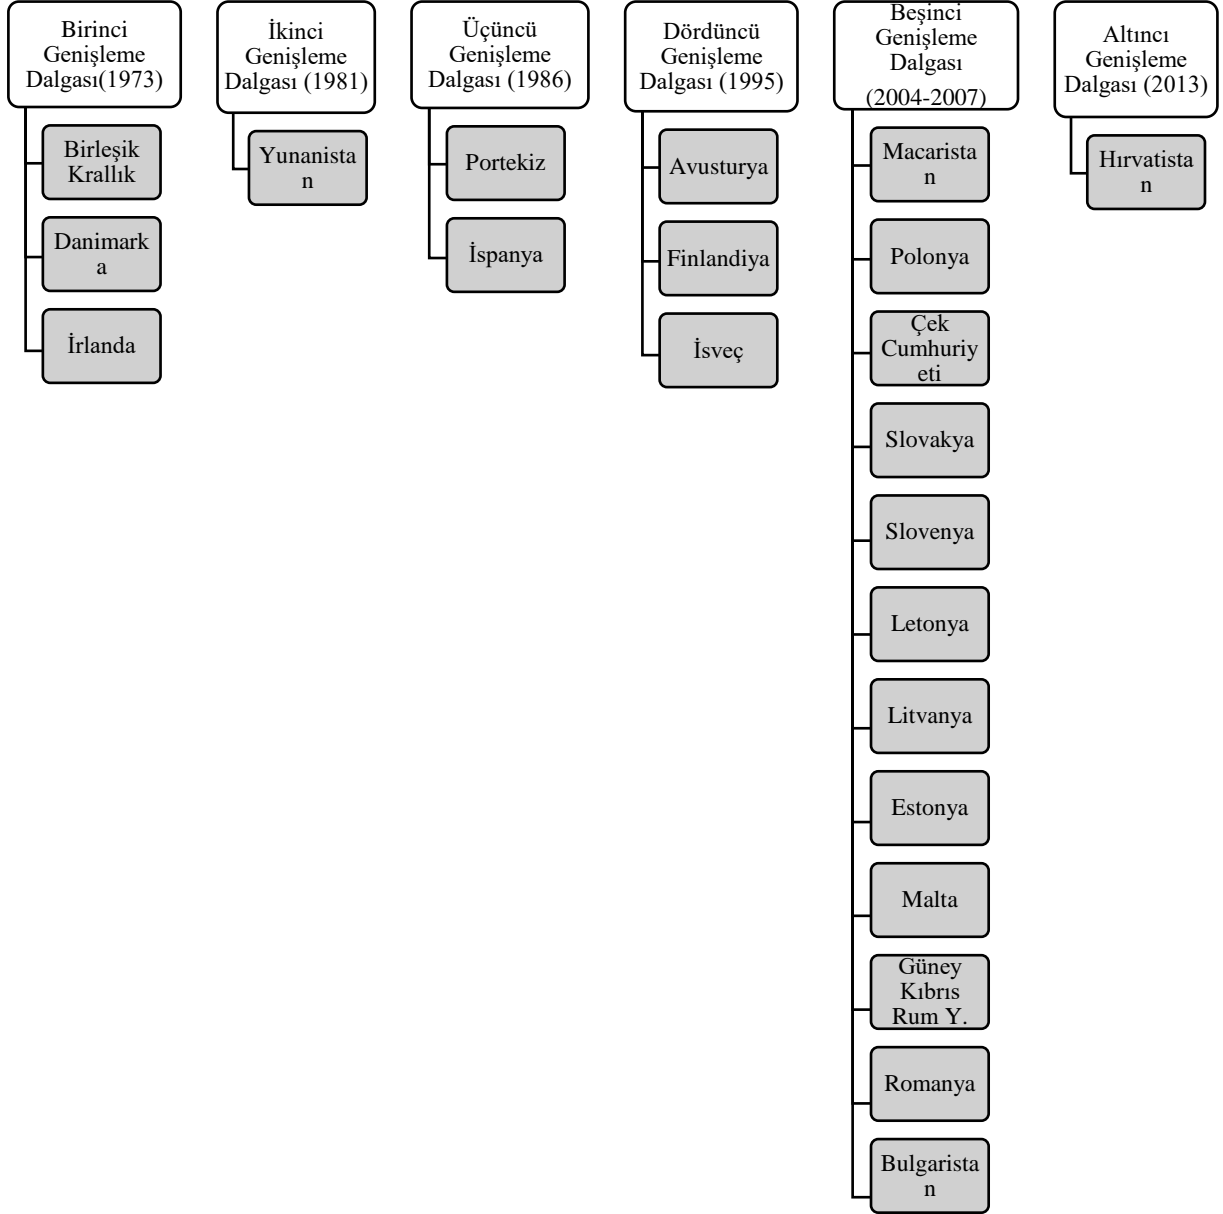 Birinci
Genişleme
Dalgası(1973)
Birleşik
Krallık
Danimark
a
İrlanda
İkinci
Genişleme
Dalgası (1981)
Yunanista
n
Üçüncü
Genişleme
Dalgası (1986)
Portekiz
İspanya
Dördüncü
Genişleme
Dalgası (1995)
Avusturya
Finlandiya
İsveç
Beşinci
Genişleme
Dalgası
(2004-2007)
Macarista
n
Polonya
Çek
Cumhuriy
eti
Slovakya
Slovenya
Letonya
Litvanya
Estonya
Malta
Güney
Kıbrıs
Rum Y.
Romanya
Bulgarista
n
Altıncı
Genişleme
Dalgası (2013)
Hırvatista
n